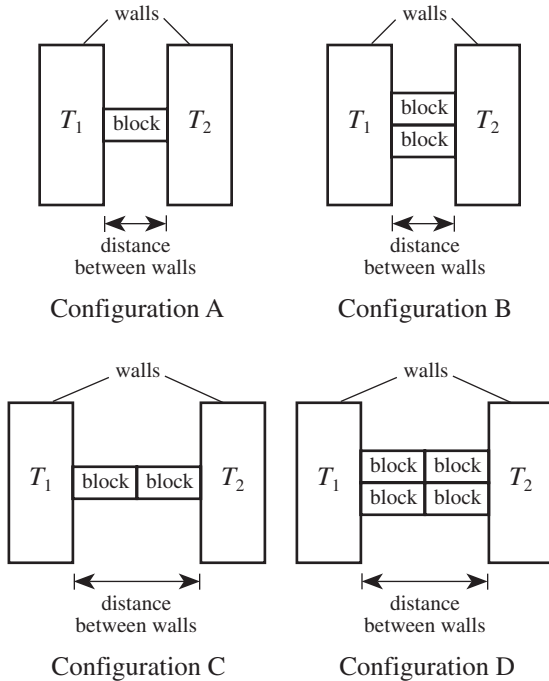 walls
T1
block
T2
distance
between walls
Configuration A
walls
T1
block
block
T2
distance
between walls
Configuration B
walls
T1
block block
T2
distance
between walls
Configuration C
walls
T1
block block
block block
T2
distance
between walls
Configuration D